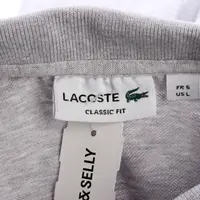 LACOSTE
CLASSIC FIT
FR 5
US L
& SELLY